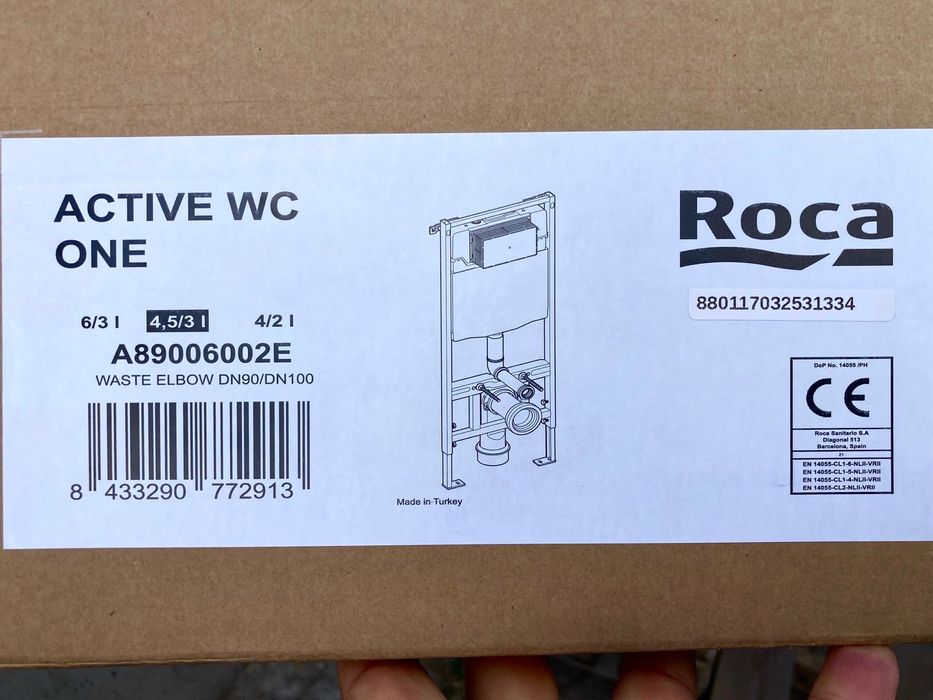 ACTIVE WC
ONE
6/3 l 4,5/3 l 4/2 l
A89006002E
WASTE ELBOW DN90/DN100
8 433290 772913
Made in Turkey
Roca
880117032531334
DoP No. 14055 /PH
CE
Roca Sanitario S.A
Diagonal 513
Barcelona, Spain
21
EN 14055-CL1-6-NLII-VRII
EN 14055-CL1-5-NLII-VRII
EN 14055-CL1-4-NLII-VRII
EN 14055-CL2-NLII-VRII